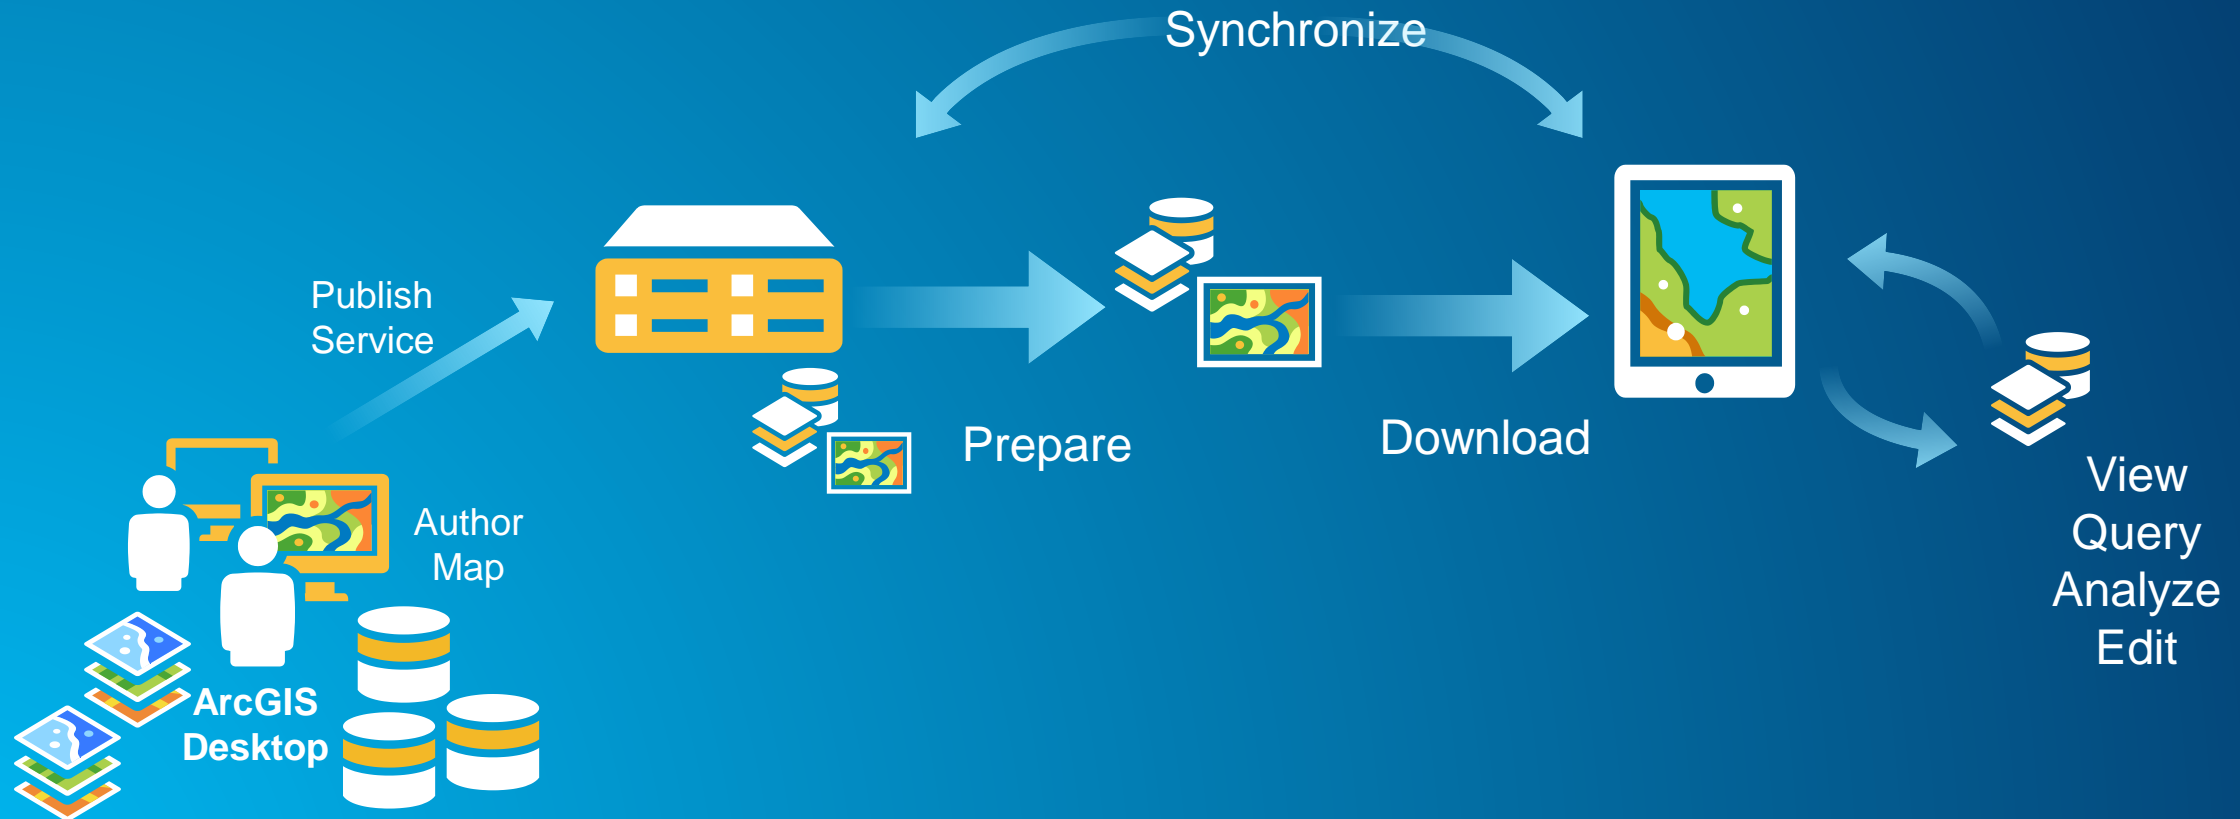 Synchronize
Publish
Service
Prepare
Download
Author
Map
ArcGIS
Desktop
View
Query
Analyze
Edit